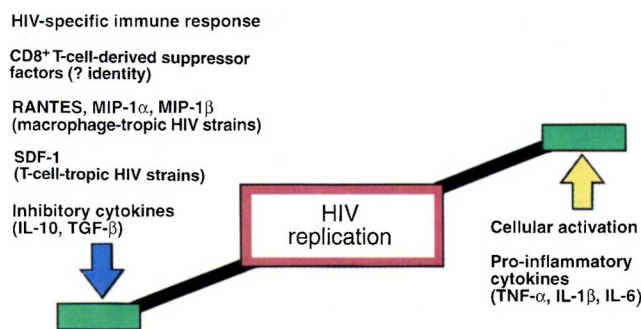 HIV-specific immune response
CD8⁺ T-cell-derived suppressor
factors (? identity)
RANTES, MIP-1α, MIP-1β
(macrophage-tropic HIV strains)
SDF-1
(T-cell-tropic HIV strains)
Inhibitory cytokines
(IL-10, TGF-β)
HIV
replication
Cellular activation
Pro-inflammatory
cytokines
(TNF-α, IL-1β, IL-6)